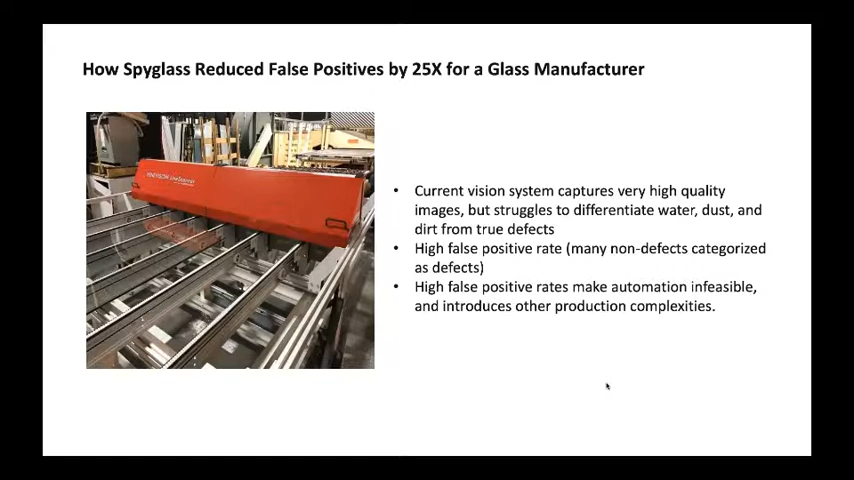 How Spyglass Reduced False Positives by 25X for a Glass Manufacturer
• Current vision system captures very high quality
images, but struggles to differentiate water, dust, and
dirt from true defects
• High false positive rate (many non-defects categorized
as defects)
• High false positive rates make automation infeasible,
and introduces other production complexities.